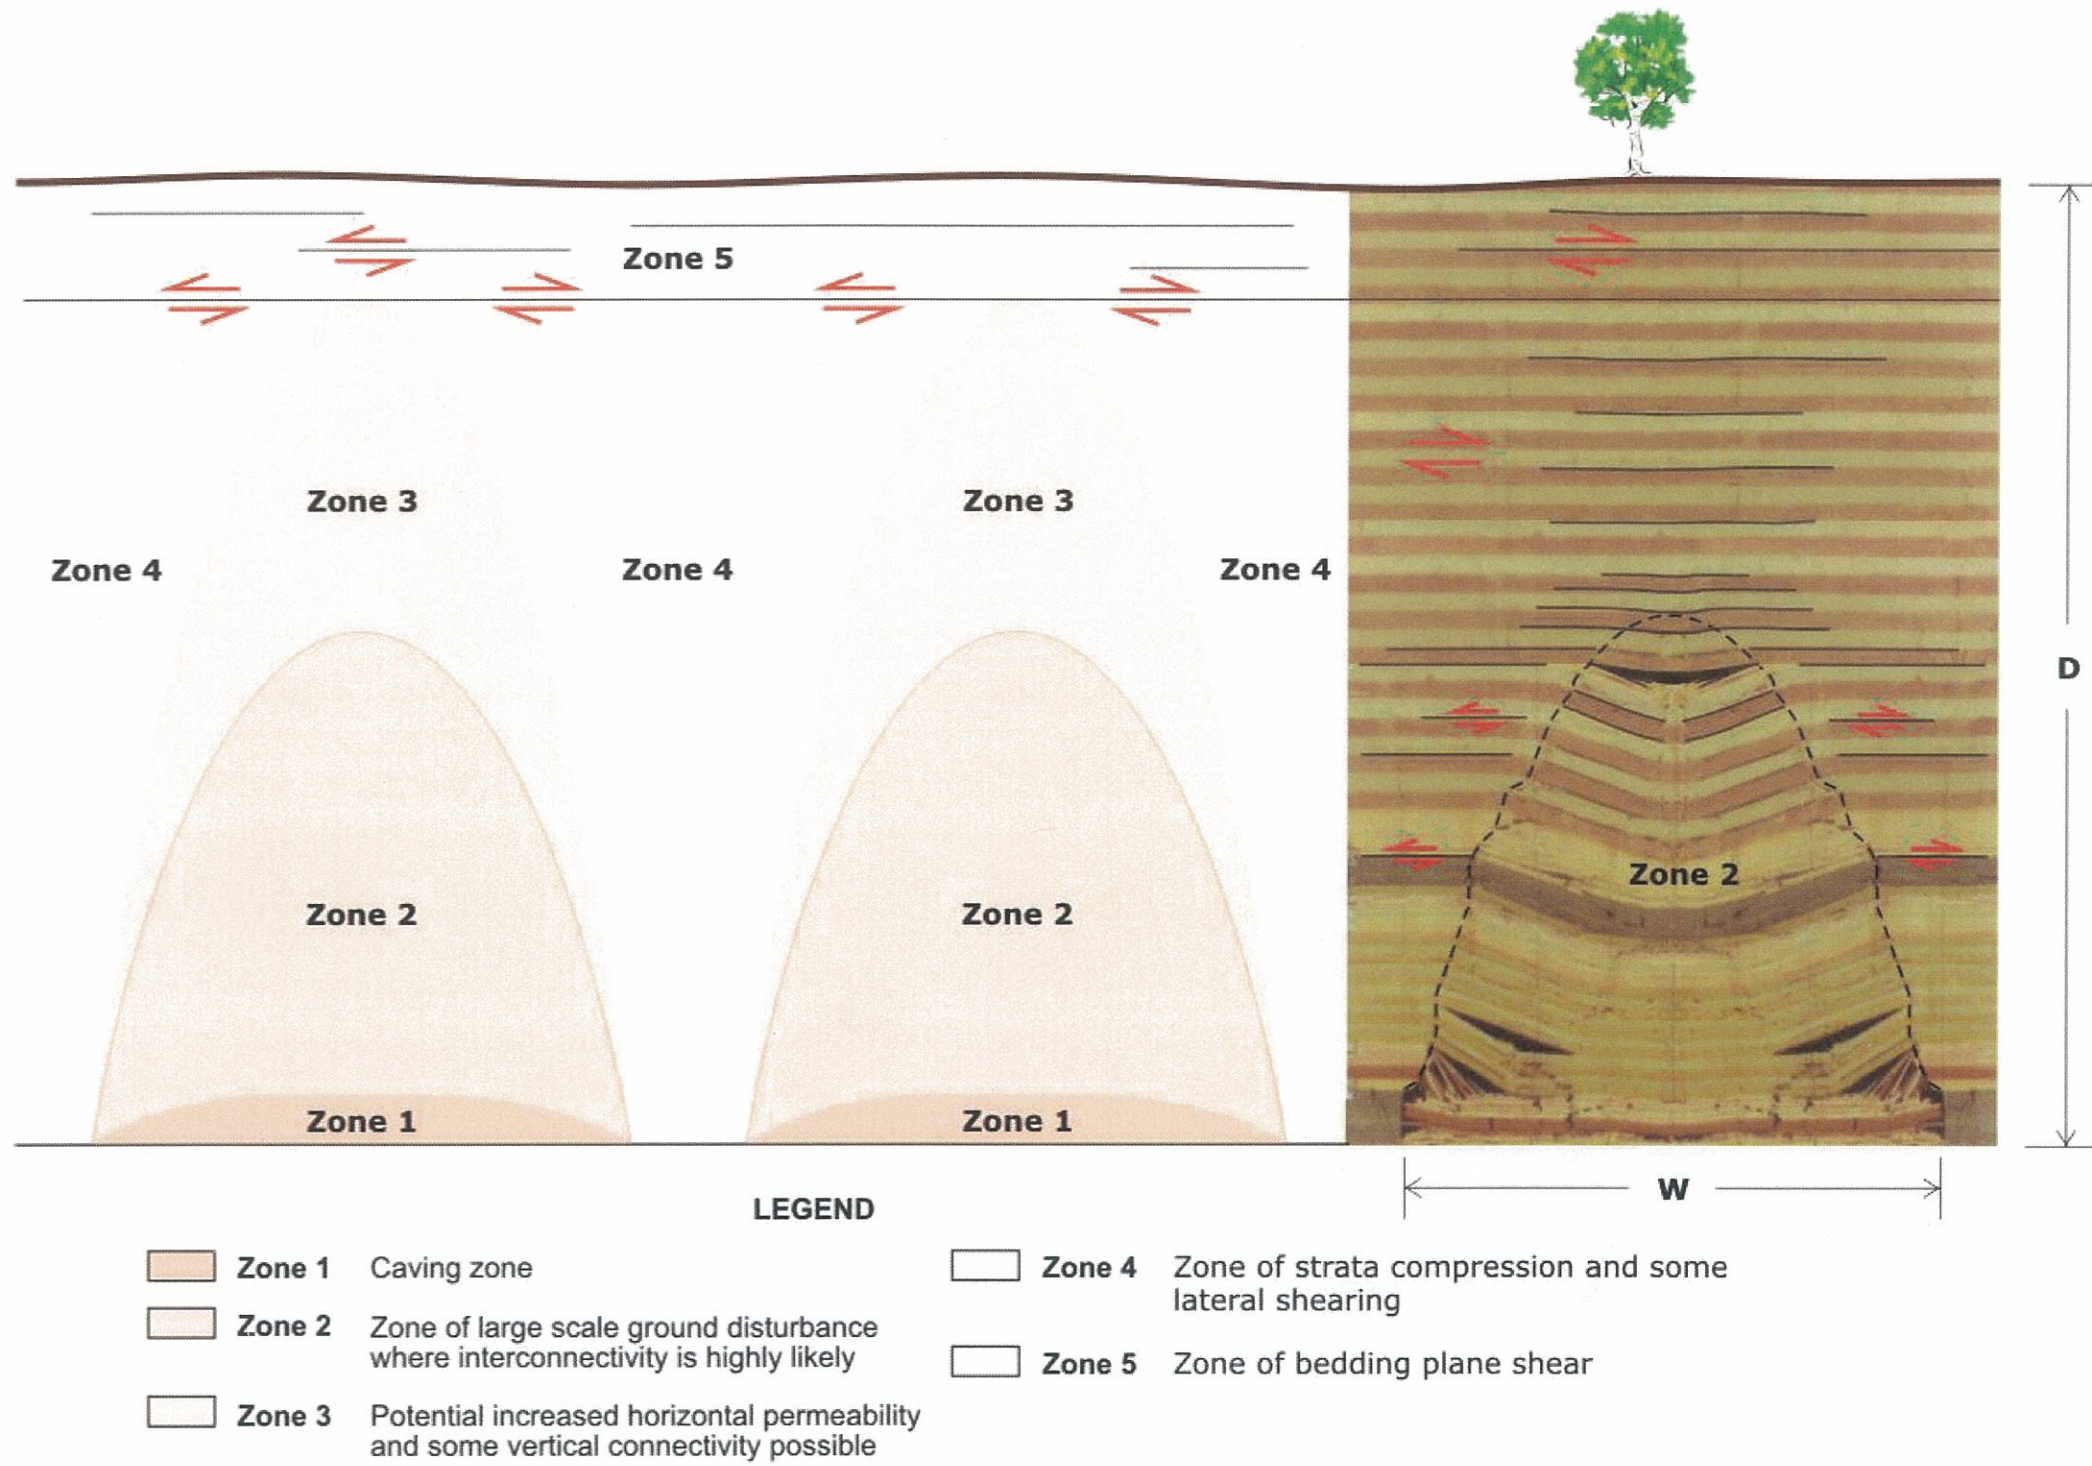 Zone 5
Zone 3
Zone 3
Zone 4
Zone 4
Zone 4
D
Zone 2
Zone 2
Zone 2
Zone 1
Zone 1
W
LEGEND
Zone 1 Caving zone
Zone 2 Zone of large scale ground disturbance
where interconnectivity is highly likely
Zone 3 Potential increased horizontal permeability
and some vertical connectivity possible
Zone 4 Zone of strata compression and some
lateral shearing
Zone 5 Zone of bedding plane shear